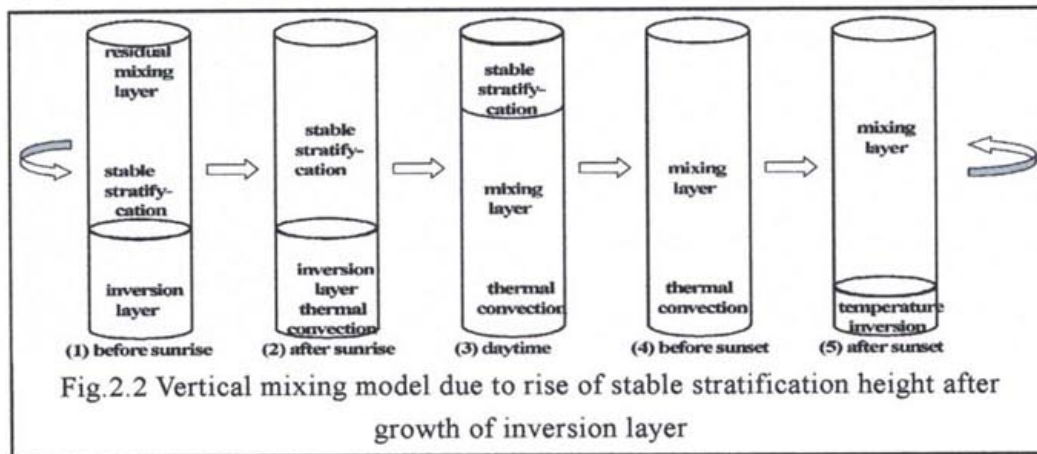 residual
mixing
layer
stable
stratify-
cation
inversion
layer
(1) before sunrise
stable
stratify-
cation
inversion
layer
thermal
convection
(2) after sunrise
stable
stratify-
cation
mixing
layer
thermal
convection
(3) daytime
mixing
layer
thermal
convection
(4) before sunset
mixing
layer
temperature
inversion
(5) after sunset
Fig.2.2 Vertical mixing model due to rise of stable stratification height after
growth of inversion layer